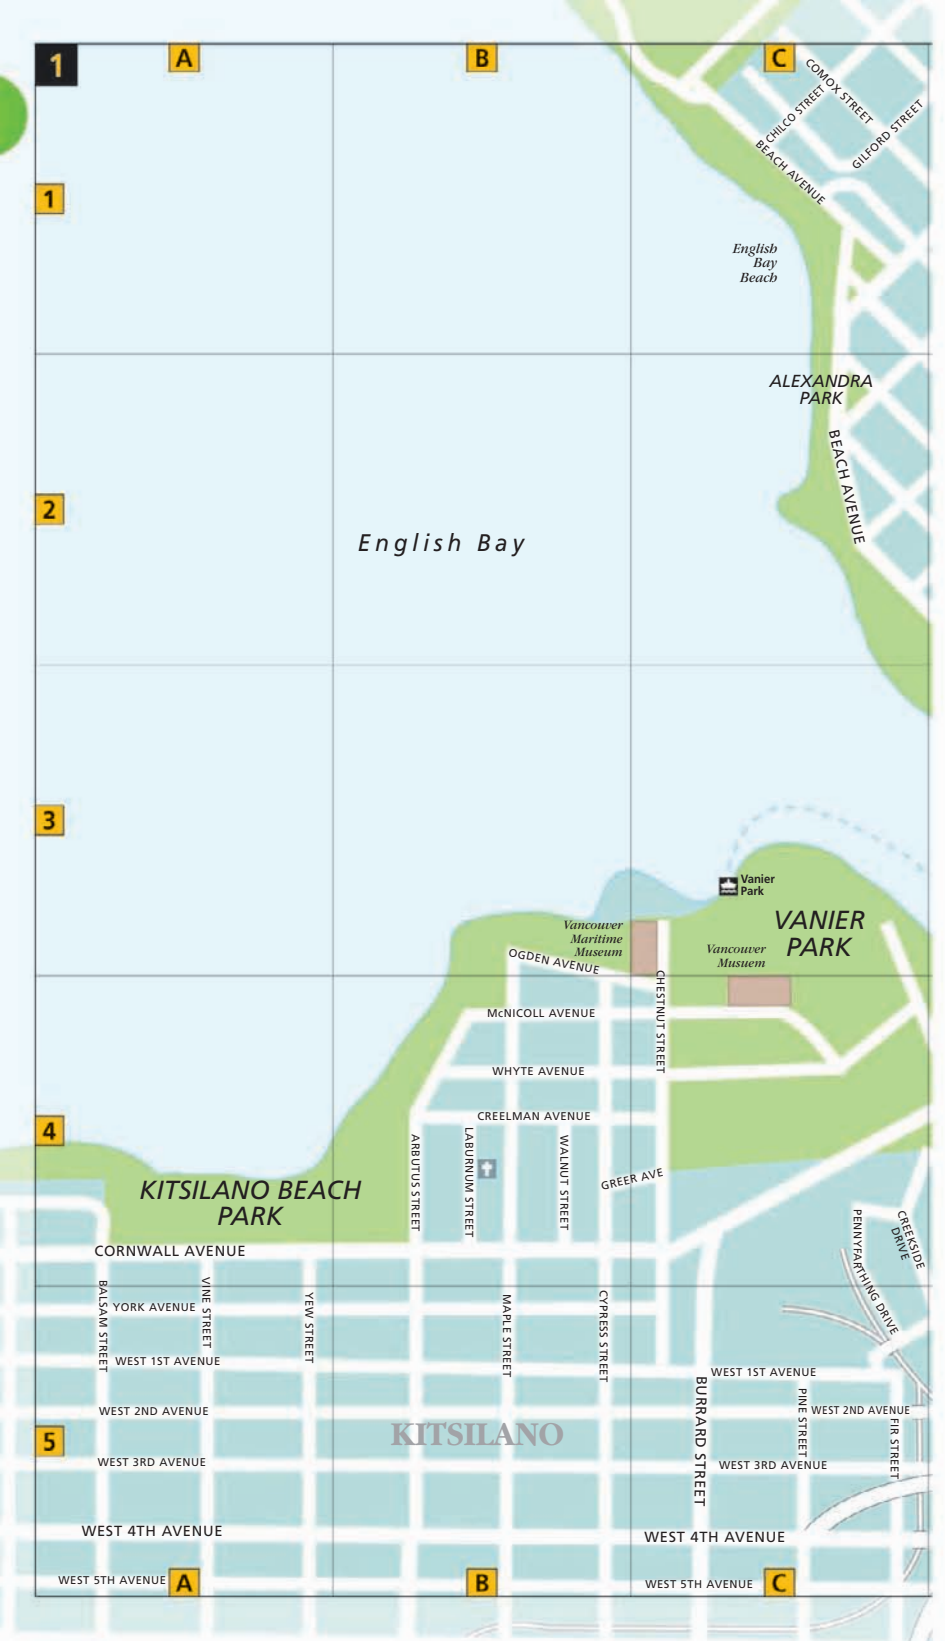 1
A
B
C
COMOX STREET
CHILCO STREET
GILFORD STREET
BEACH AVENUE
1
English
Bay
Beach
ALEXANDRA
PARK
BEACH AVENUE
2
English Bay
3
Vanier
Park
VANIER
PARK
Vancouver
Maritime
Museum
Vancouver
Musuem
OGDEN AVENUE
CHESTNUT STREET
McNICOLL AVENUE
WHYTE AVENUE
CREELMAN AVENUE
4
ARBUTUS STREET
LABURNUM STREET
WALNUT STREET
GREER AVE
KITSILANO BEACH
PARK
PENNYFARTHING DRIVE
CREEKSIDE
DRIVE
CORNWALL AVENUE
BALSAM STREET
YORK AVENUE
VINE STREET
YEW STREET
MAPLE STREET
CYPRESS STREET
WEST 1ST AVENUE
WEST 1ST AVENUE
BURRARD STREET
PINE STREET
WEST 2ND AVENUE
WEST 2ND AVENUE
FIR STREET
5
KITSILANO
WEST 3RD AVENUE
WEST 3RD AVENUE
WEST 4TH AVENUE
WEST 4TH AVENUE
WEST 5TH AVENUE
A
B
WEST 5TH AVENUE
C